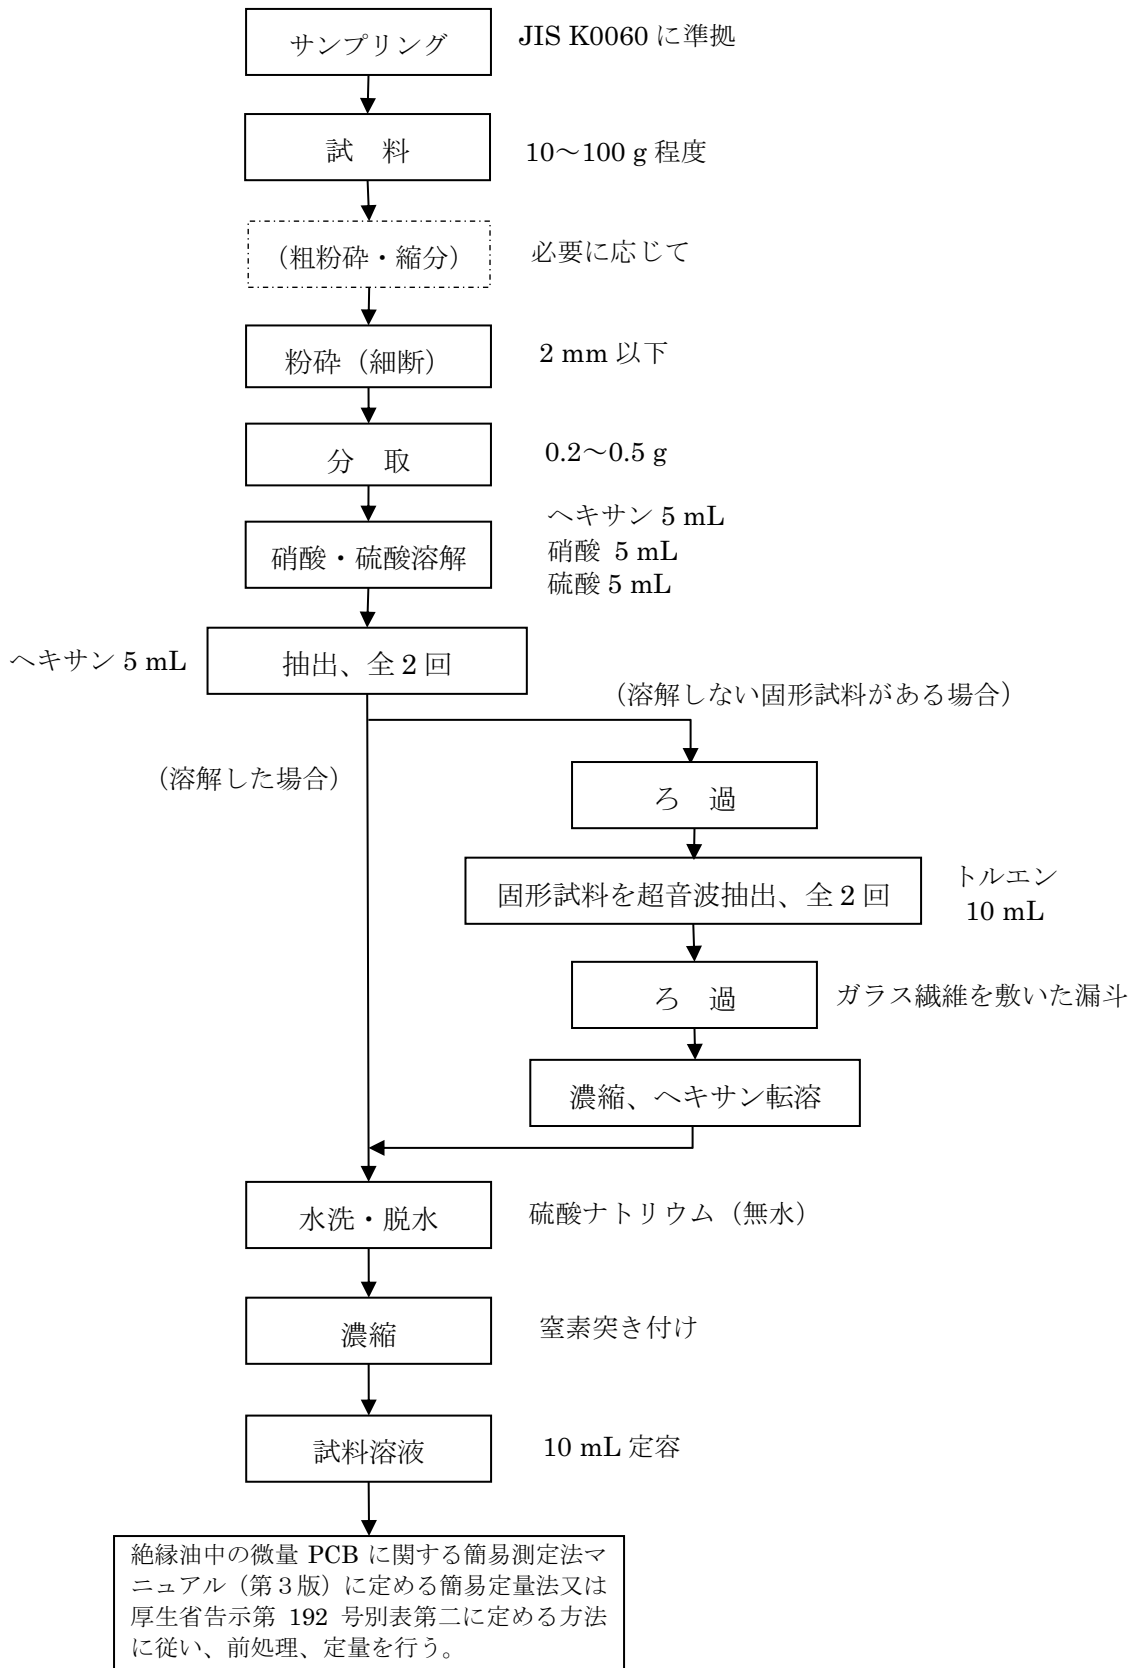 サンプリング
JIS K0060 に準拠
試　料
10～100 g 程度
（粗粉砕・縮分）
必要に応じて
粉砕（細断）
2 mm 以下
分　取
0.2～0.5 g
硝酸・硫酸溶解
ヘキサン 5 mL
硝酸 5 mL
硫酸 5 mL
ヘキサン 5 mL
抽出、全 2 回
（溶解しない固形試料がある場合）
（溶解した場合）
ろ　過
固形試料を超音波抽出、全 2 回
トルエン
10 mL
ろ　過
ガラス繊維を敷いた漏斗
濃縮、ヘキサン転溶
水洗・脱水
硫酸ナトリウム（無水）
濃縮
窒素突き付け
試料溶液
10 mL 定容
絶縁油中の微量 PCB に関する簡易測定法マ
ニュアル（第３版）に定める簡易定量法又は
厚生省告示第 192 号別表第二に定める方法
に従い、前処理、定量を行う。